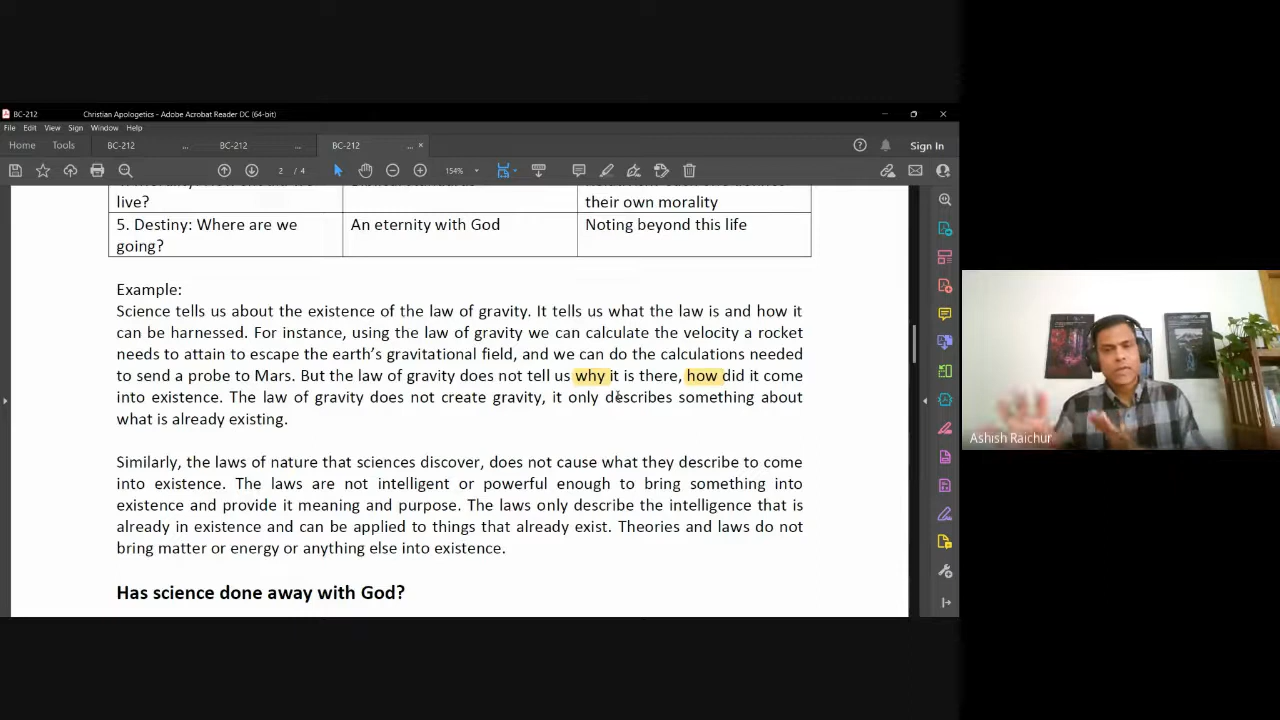 BC-212 Christian Apologetics - Adobe Acrobat Reader DC (64-bit)
File Edit View Sign Window Help
Home Tools BC-212 ... BC-212 ... BC-212 ... × Sign In
2 / 4 154%
live? their own morality
5. Destiny: Where are we An eternity with God Noting beyond this life
going?
Example:
Science tells us about the existence of the law of gravity. It tells us what the law is and how it
can be harnessed. For instance, using the law of gravity we can calculate the velocity a rocket
needs to attain to escape the earth's gravitational field, and we can do the calculations needed
to send a probe to Mars. But the law of gravity does not tell us why it is there, how did it come
into existence. The law of gravity does not create gravity, it only describes something about
what is already existing.
Similarly, the laws of nature that sciences discover, does not cause what they describe to come
into existence. The laws are not intelligent or powerful enough to bring something into
existence and provide it meaning and purpose. The laws only describe the intelligence that is
already in existence and can be applied to things that already exist. Theories and laws do not
bring matter or energy or anything else into existence.
Has science done away with God?
Ashish Raichur